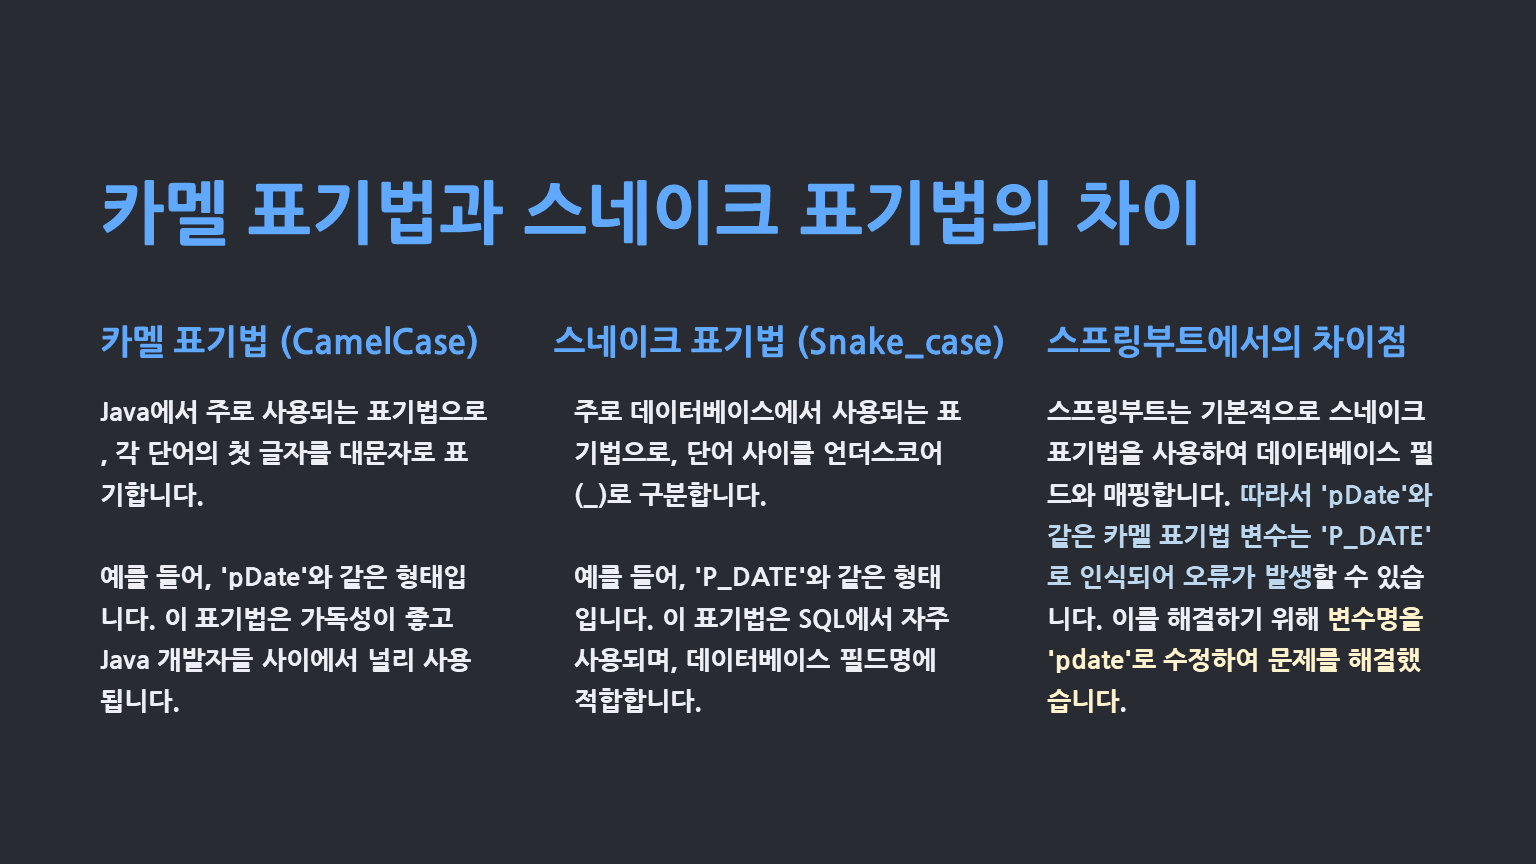 카멜 표기법과 스네이크 표기법의 차이
카멜 표기법 (CamelCase)
Java에서 주로 사용되는 표기법으로
, 각 단어의 첫 글자를 대문자로 표
기합니다.
예를 들어, 'pDate'와 같은 형태입
니다. 이 표기법은 가독성이 좋고
Java 개발자들 사이에서 널리 사용
됩니다.
스네이크 표기법 (Snake_case)
주로 데이터베이스에서 사용되는 표
기법으로, 단어 사이를 언더스코어
(_)로 구분합니다.
예를 들어, 'P_DATE'와 같은 형태
입니다. 이 표기법은 SQL에서 자주
사용되며, 데이터베이스 필드명에
적합합니다.
스프링부트에서의 차이점
스프링부트는 기본적으로 스네이크
표기법을 사용하여 데이터베이스 필
드와 매핑합니다. 따라서 'pDate'와
같은 카멜 표기법 변수는 'P_DATE'
로 인식되어 오류가 발생할 수 있습
니다. 이를 해결하기 위해 변수명을
'pdate'로 수정하여 문제를 해결했
습니다.